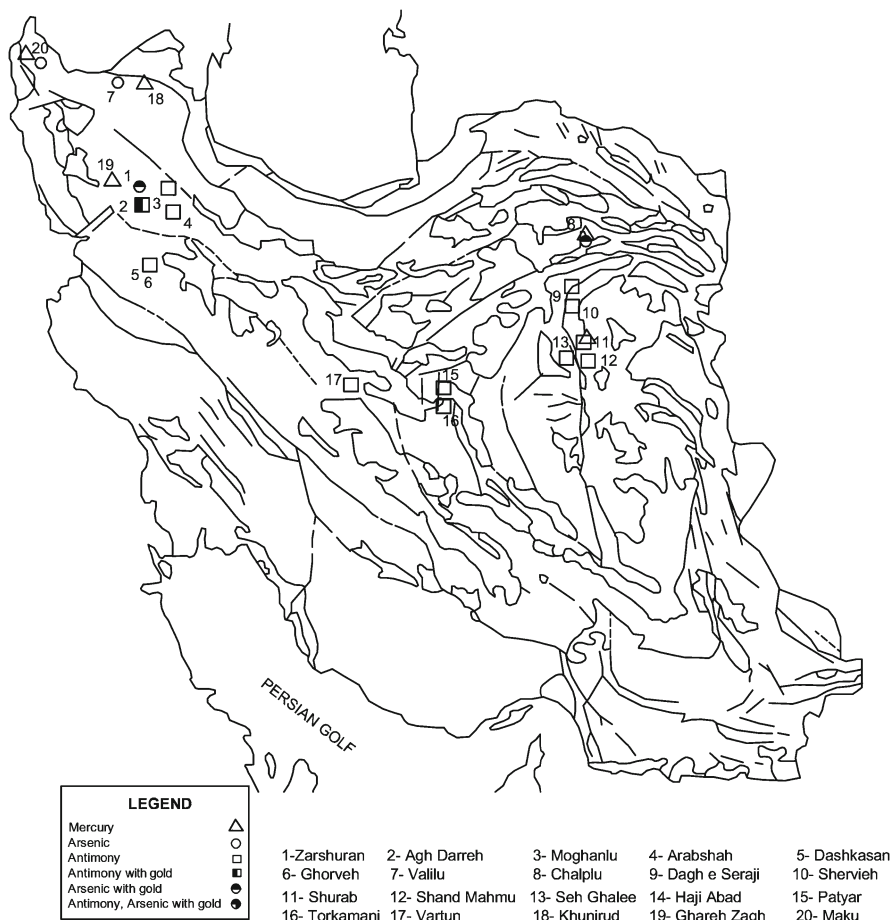 20
7
18
19
1
2
3
4
5
6
8
9
10
13
11
12
17
15
16
PERSIAN GOLF
LEGEND
Mercury
Arsenic
Antimony
Antimony with gold
Arsenic with gold
Antimony, Arsenic with gold
1-Zarshuran 2- Agh Darreh 3- Moghanlu 4- Arabshah 5- Dashkasan
6- Ghorveh 7- Valilu 8- Chalplu 9- Dagh e Seraji 10- Shervieh
11- Shurab 12- Shand Mahmu 13- Seh Ghalee 14- Haji Abad 15- Patyar
16- Torkamani 17- Vartun 18- Khunirud 19- Ghareh Zagh 20- Maku